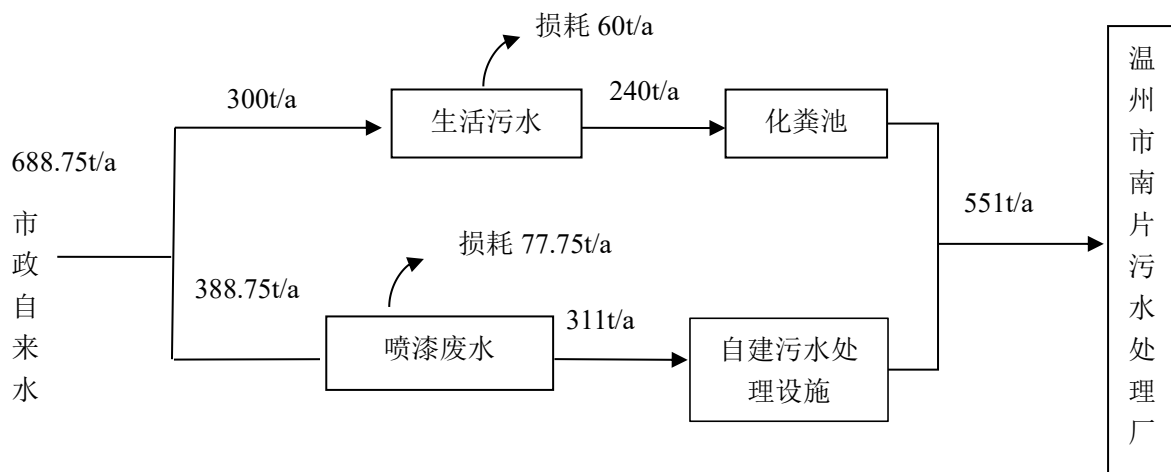 损耗 60t/a
300t/a
生活污水
240t/a
化粪池
688.75t/a
市政自来水
551t/a
损耗 77.75t/a
388.75t/a
喷漆废水
311t/a
自建污水处
理设施
温州市南片污水处理厂